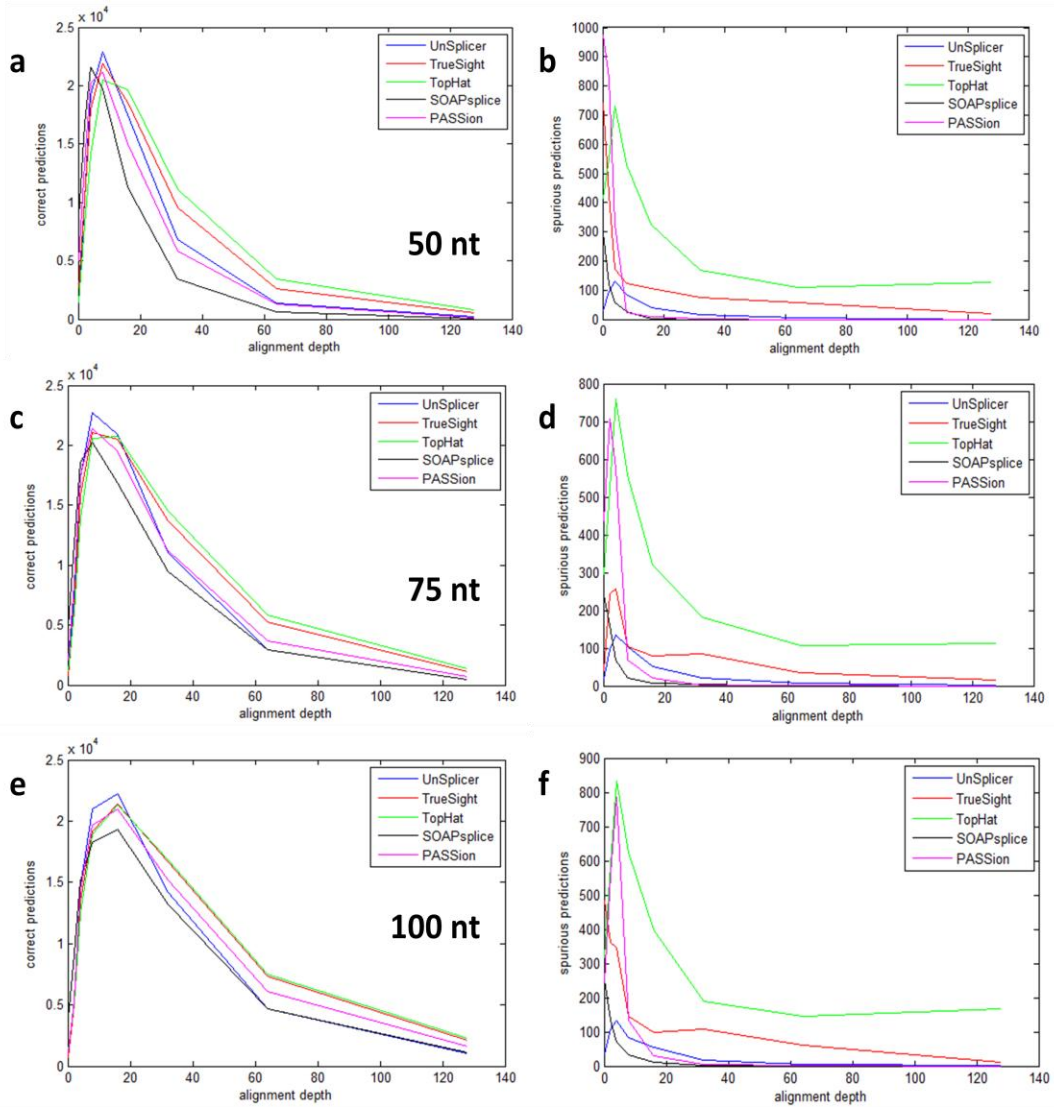 a
x 10^4
2.5
2
1.5
1
0.5
0
0 20 40 60 80 100 120 140
correct predictions
alignment depth
UnSplicer
TrueSight
TopHat
SOAPsplice
PASSion
50 nt
b
1000
900
800
700
600
500
400
300
200
100
0
0 20 40 60 80 100 120 140
spurious predictions
alignment depth
UnSplicer
TrueSight
TopHat
SOAPsplice
PASSion
c
x 10^4
2.5
2
1.5
1
0.5
0
0 20 40 60 80 100 120 140
correct predictions
alignment depth
UnSplicer
TrueSight
TopHat
SOAPsplice
PASSion
75 nt
d
800
700
600
500
400
300
200
100
0
0 20 40 60 80 100 120 140
spurious predictions
alignment depth
UnSplicer
TrueSight
TopHat
SOAPsplice
PASSion
e
x 10^4
2.5
2
1.5
1
0.5
0
0 20 40 60 80 100 120 140
correct predictions
alignment depth
UnSplicer
TrueSight
TopHat
SOAPsplice
PASSion
100 nt
f
900
800
700
600
500
400
300
200
100
0
0 20 40 60 80 100 120 140
spurious predictions
alignment depth
UnSplicer
TrueSight
TopHat
SOAPsplice
PASSion